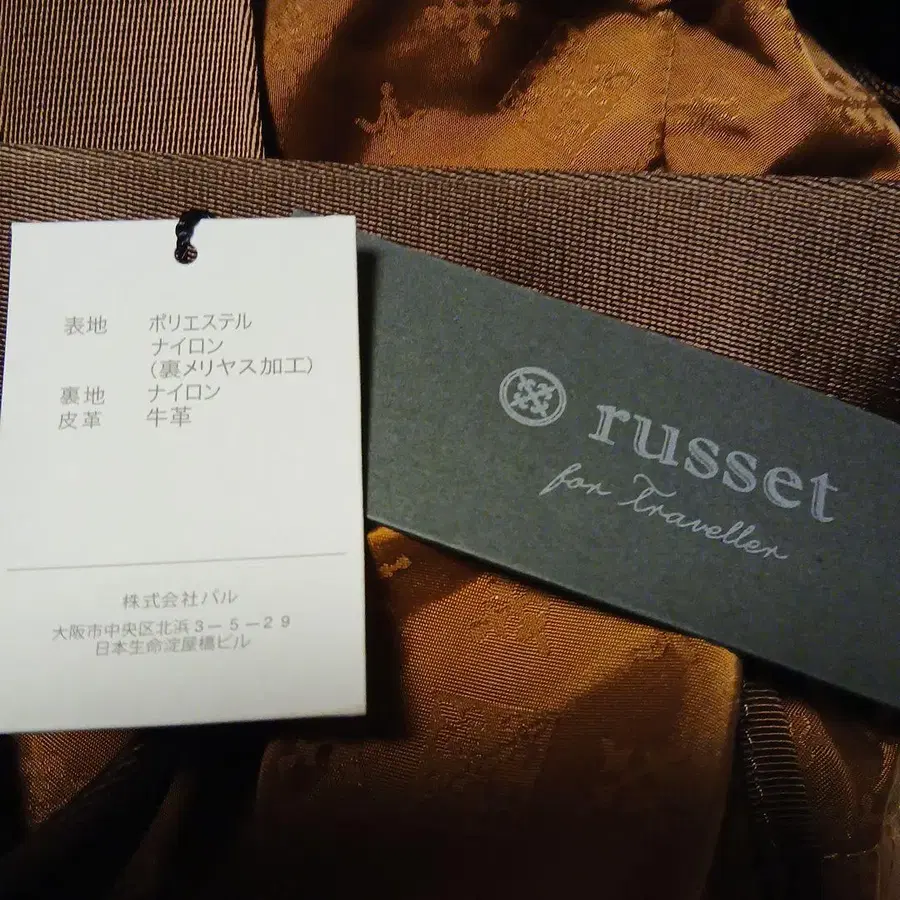 表地 ポリエステル
ナイロン
(裏メリヤス加工)
裏地 ナイロン
皮革 牛革
株式会社パル
大阪市中央区北浜3-5-29
日本生命淀屋橋ビル
russet
for Traveller